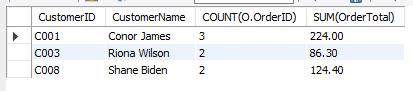 CustomerID CustomerName COUNT(O.OrderID) SUM(OrderTotal)
C001 Conor James 3 224.00
C003 Riona Wilson 2 86.30
C008 Shane Biden 2 124.40